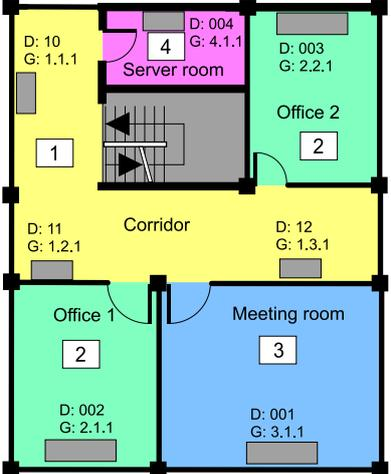 D: 10
G: 1.1.1
1
4
D: 004
G: 4.1.1
Server room
D: 003
G: 2.2.1
Office 2
2
Corridor
D: 11
G: 1.2.1
D: 12
G: 1.3.1
Office 1
2
D: 002
G: 2.1.1
Meeting room
3
D: 001
G: 3.1.1